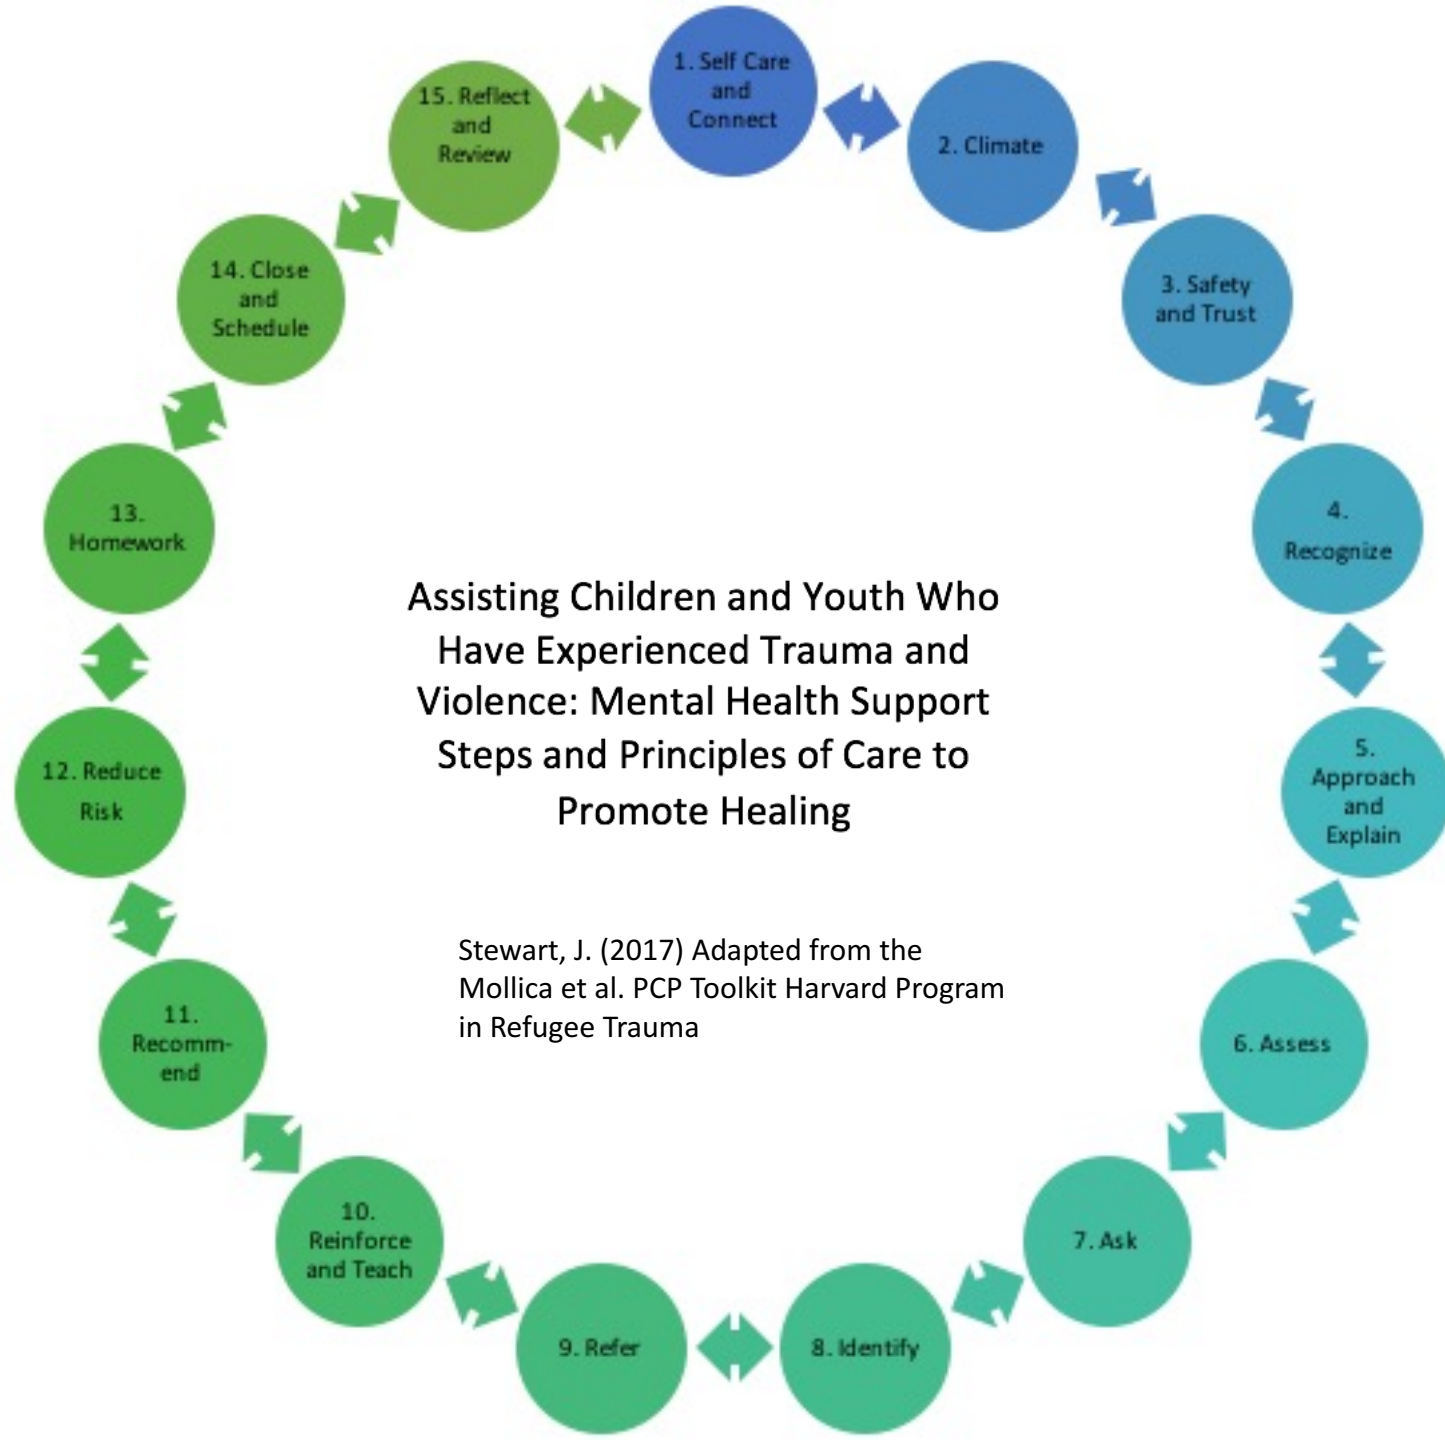 1. Self Care
and
Connect
2. Climate
3. Safety
and Trust
4.
Recognize
5.
Approach
and
Explain
6. Assess
7. Ask
8. Identify
9. Refer
10.
Reinforce
and Teach
11.
Recomm-
end
12. Reduce
Risk
13.
Homework
14. Close
and
Schedule
15. Reflect
and
Review
Assisting Children and Youth Who
Have Experienced Trauma and
Violence: Mental Health Support
Steps and Principles of Care to
Promote Healing
Stewart, J. (2017) Adapted from the
Mollica et al. PCP Toolkit Harvard Program
in Refugee Trauma